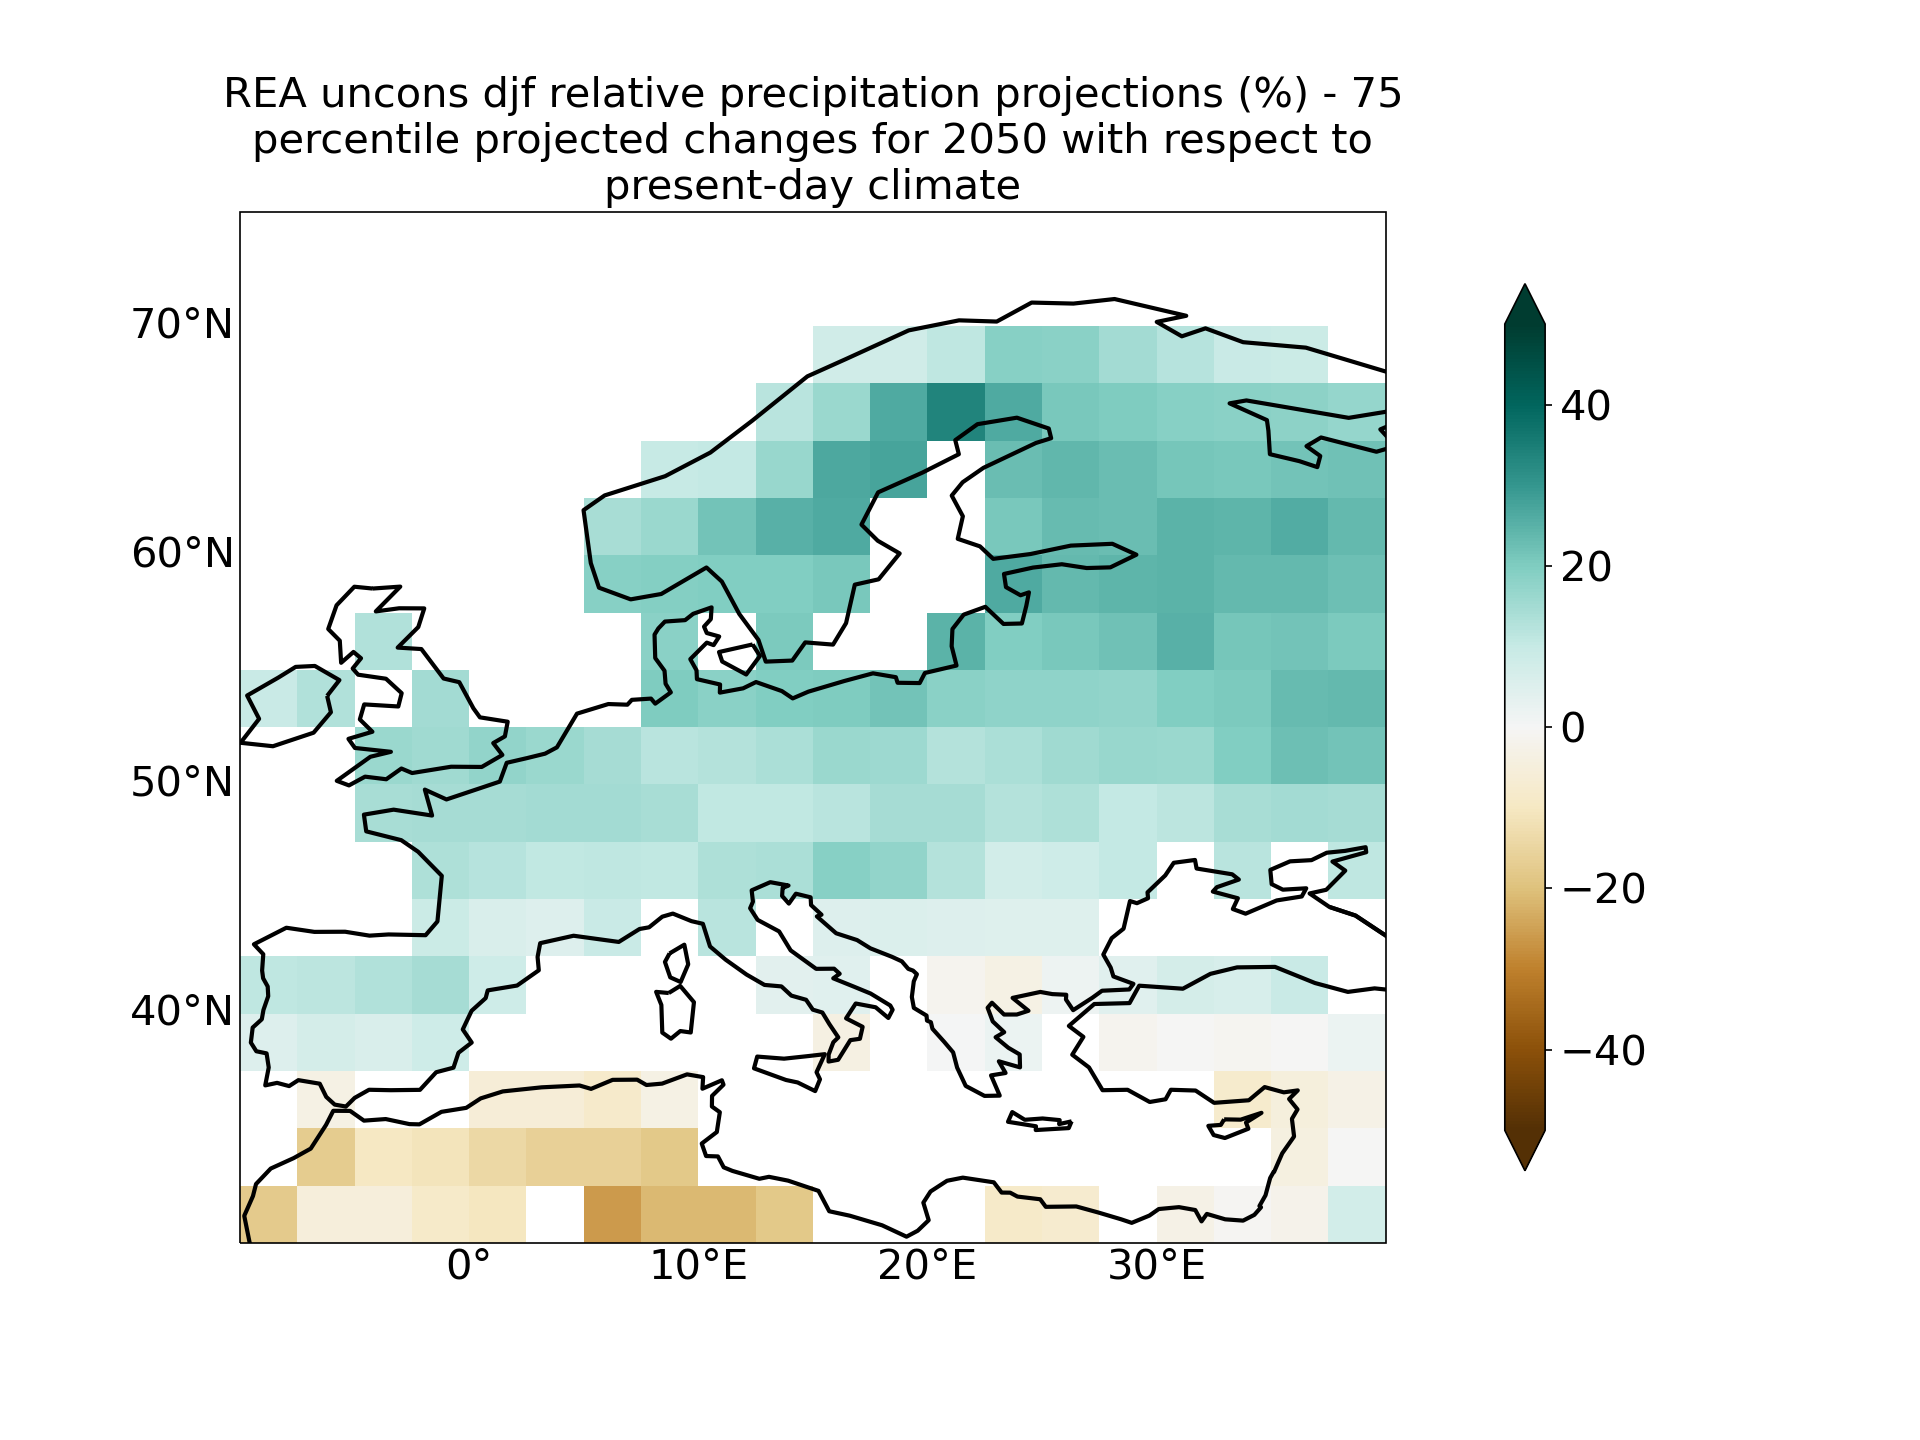 REA uncons djf relative precipitation projections (%) - 75
percentile projected changes for 2050 with respect to
present-day climate
70°N
60°N
50°N
40°N
0°
10°E
20°E
30°E
40
20
0
−20
−40